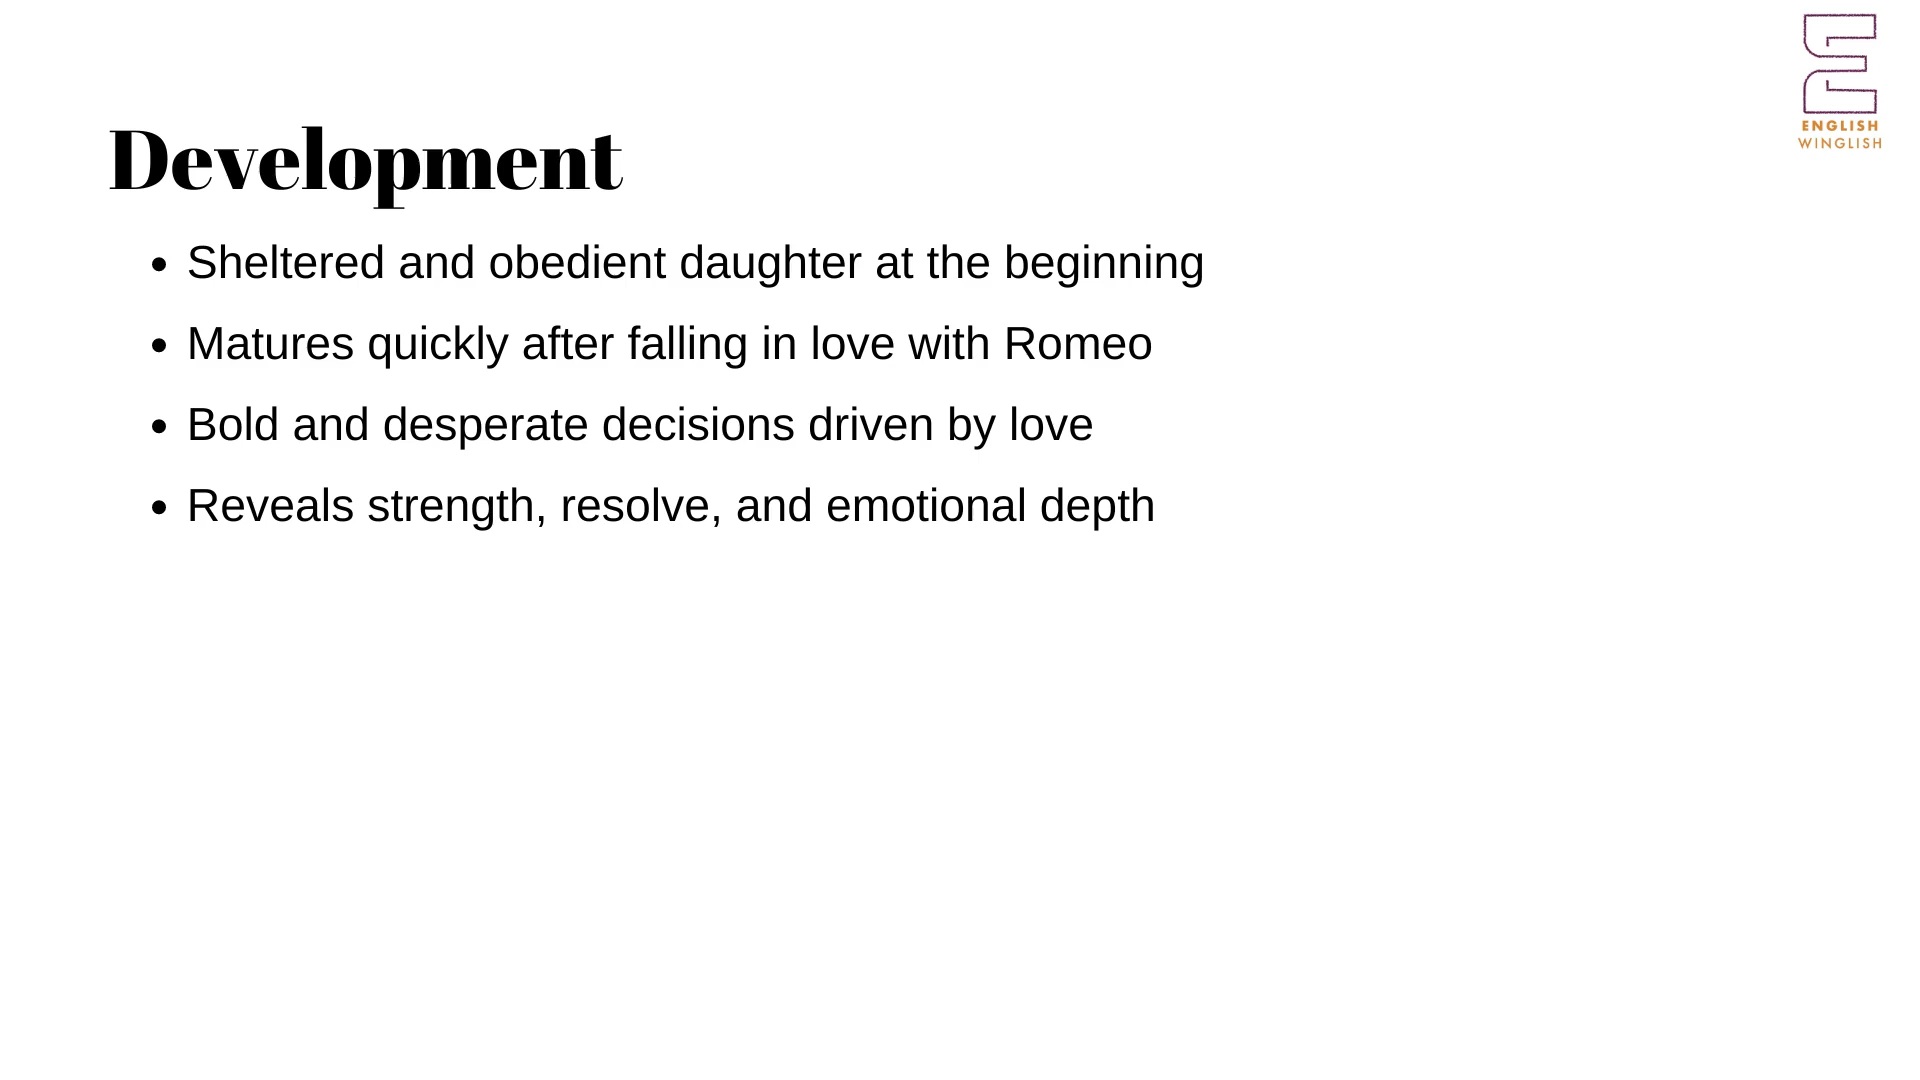 ENGLISH
WINGLISH
Development
• Sheltered and obedient daughter at the beginning
• Matures quickly after falling in love with Romeo
• Bold and desperate decisions driven by love
• Reveals strength, resolve, and emotional depth